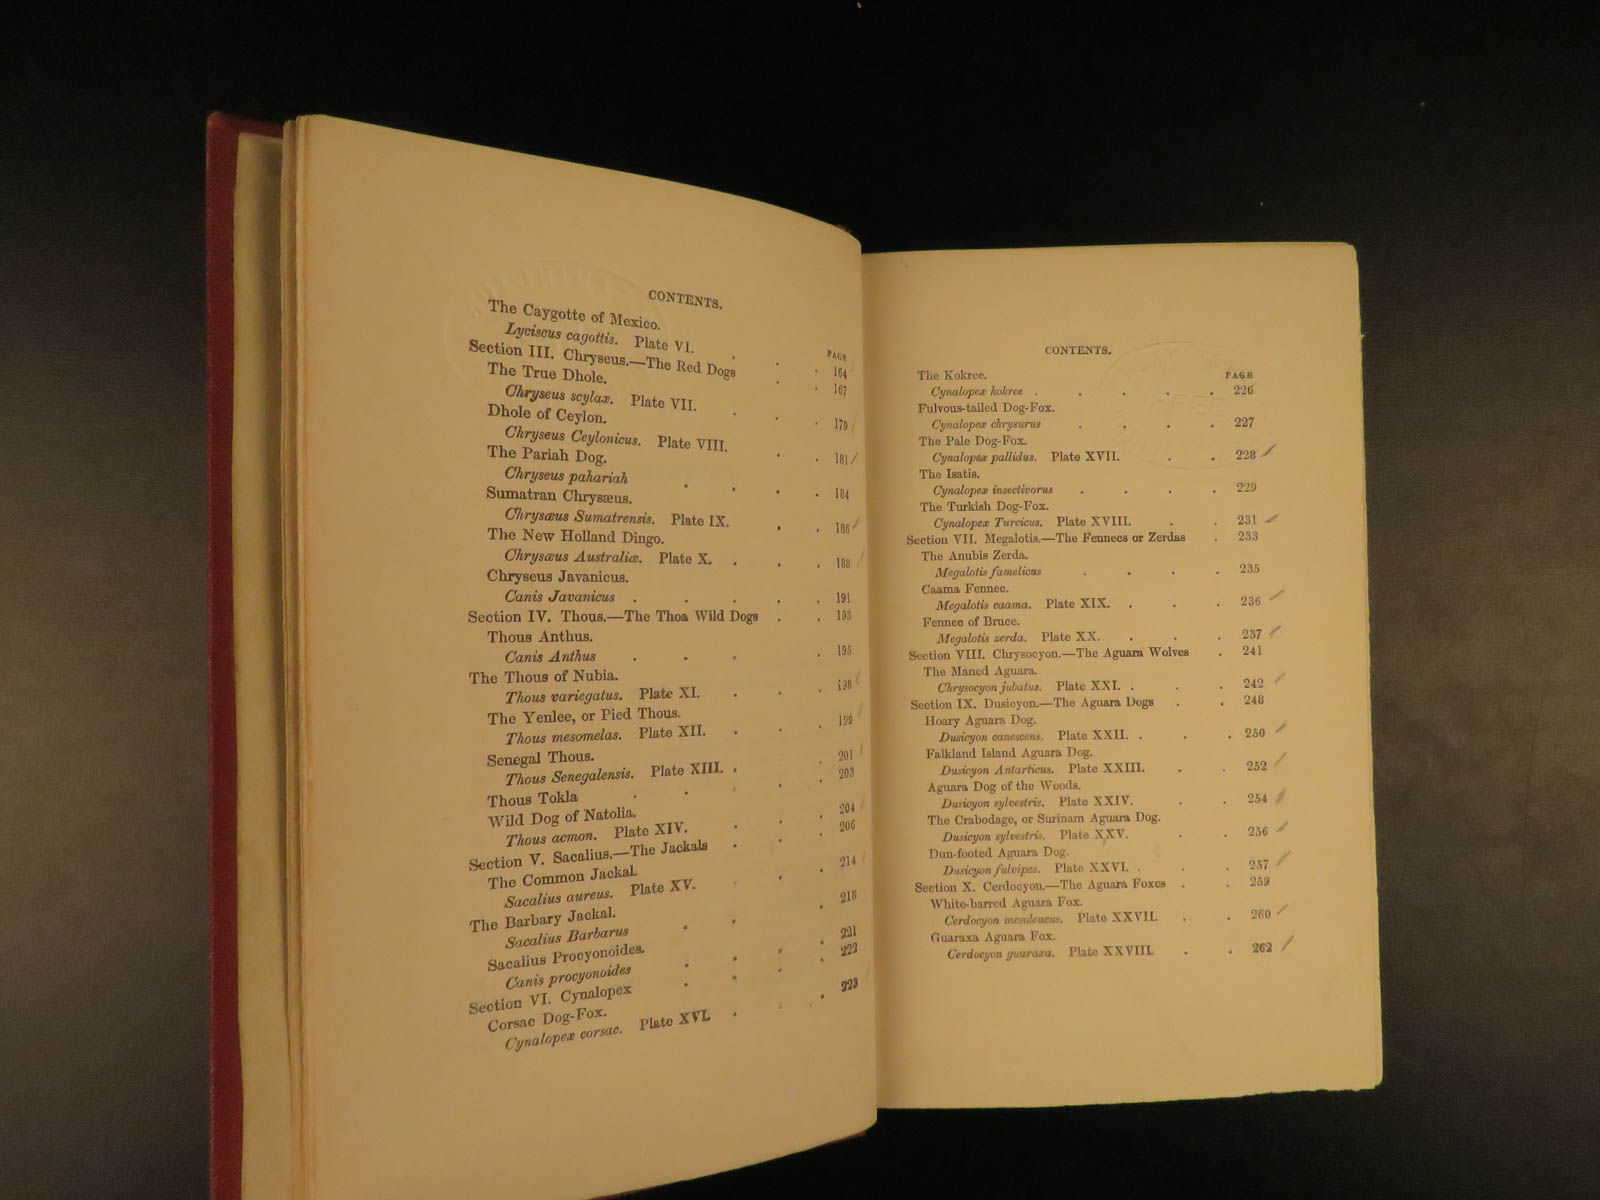 CONTENTS.
PAGE
The Caygotte of Mexico.
Lyciscus cagottis. Plate VI. . . . 164
Section III. Chryseus.—The Red Dogs . 167
The True Dhole.
Chryseus scylax. Plate VII. . . . 179
Dhole of Ceylon.
Chryseus Ceylonicus. Plate VIII. . . 181
The Pariah Dog.
Chryseus pahariah . . . . 184
Sumatran Chrysæus.
Chrysæus Sumatrensis. Plate IX. . . 186
The New Holland Dingo.
Chrysæus Australiæ. Plate X. . . . 188
Chryseus Javanicus.
Canis Javanicus . . . . . 191
Section IV. Thous.—The Thoa Wild Dogs . . 193
Thous Anthus.
Canis Anthus . . . . 195
The Thous of Nubia.
Thous variegatus. Plate XI. . . . 198
The Yenlee, or Pied Thous.
Thous mesomelas. Plate XII. . . . 199
Senegal Thous.
Thous Senegalensis. Plate XIII. . . 201
Thous Tokla . . . . 203
Wild Dog of Natolia.
Thous acmon. Plate XIV. . . . 204
Section V. Sacalius.—The Jackals . . 206
The Common Jackal.
Sacalius aureus. Plate XV. . . . 214
The Barbary Jackal.
Sacalius Barbarus . . . 218
Sacalius Procyonoides.
Canis procyonoides . . . . 221
Section VI. Cynalopex . . . . 222
Corsac Dog-Fox.
Cynalopex corsac. Plate XVI. . . . 223
CONTENTS.
PAGE
The Kokree.
Cynalopex kokree . . . . . 226
Fulvous-tailed Dog-Fox.
Cynalopex chrysurus . . . . 227
The Pale Dog-Fox.
Cynalopex pallidus. Plate XVII. . . 228
The Isatis.
Cynalopex insectivorus . . . . 229
The Turkish Dog-Fox.
Cynalopex Turcicus. Plate XVIII. . . 231
Section VII. Megalotis.—The Fennecs or Zerdas . 233
The Anubis Zerda.
Megalotis famelicus . . . . 235
Caama Fennec.
Megalotis caama. Plate XIX. . . . 236
Fennec of Bruce.
Megalotis zerda. Plate XX. . . . 237
Section VIII. Chrysocyon.—The Aguara Wolves . 241
The Maned Aguara.
Chrysocyon jubatus. Plate XXI. . . . 242
Section IX. Dusicyon.—The Aguara Dogs . . 248
Hoary Aguara Dog.
Dusicyon canescens. Plate XXII. . . . 250
Falkland Island Aguara Dog.
Dusicyon Antarticus. Plate XXIII. . . 252
Aguara Dog of the Woods.
Dusicyon sylvestris. Plate XXIV. . . 254
The Crabodage, or Surinam Aguara Dog.
Dusicyon sylvestris. Plate XXV. . . 256
Dun-footed Aguara Dog.
Dusicyon fulvipes. Plate XXVI. . . . 257
Section X. Cerdocyon.—The Aguara Foxes . . 259
White-barred Aguara Fox.
Cerdocyon mesoleucus. Plate XXVII. . . 260
Guaraxa Aguara Fox.
Cerdocyon guaraxa. Plate XXVIII. . . 262